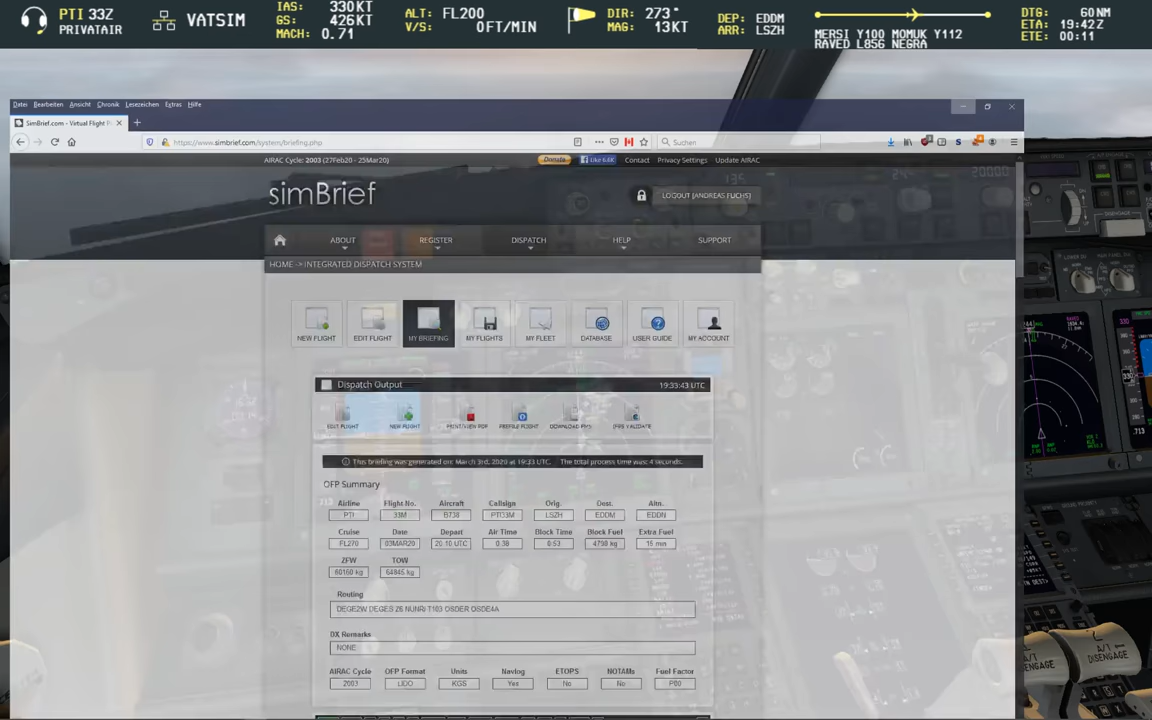 PTI 33Z
PRIVATAIR
VATSIM
IAS: 330KT
GS: 426KT
MACH: 0.71
ALT: FL200
V/S: 0FT/MIN
DIR: 273°
MAG: 13KT
DEP: EDDM
ARR: LSZH
MERSI Y100 MOMUK Y112
RAVED L856 NEGRA
DTG: 60NM
ETA: 19:42Z
ETE: 00:11
Datei Bearbeiten Ansicht Chronik Lesezeichen Extras Hilfe
SimBrief.com - Virtual Flight P
https://www.simbrief.com/system/briefing.php
Suchen
AIRAC Cycle: 2003 (27Feb20 - 25Mar20)
Donate
Like 6.6K
Contact Privacy Settings Update AIRAC
simBrief
LOGOUT [ANDREAS FUCHS]
ABOUT REGISTER DISPATCH HELP SUPPORT
HOME -> INTEGRATED DISPATCH SYSTEM
NEW FLIGHT EDIT FLIGHT MY BRIEFING MY FLIGHTS MY FLEET DATABASE USER GUIDE MY ACCOUNT
Dispatch Output 19:33:43 UTC
EDIT FLIGHT NEW FLIGHT PRINT/VIEW PDF PREFILE FLIGHT DOWNLOAD FMS IFPS VALIDATE
This briefing was generated on: March 3rd, 2020 at 19:33 UTC. The total process time was: 4 seconds.
OFP Summary
Airline Flight No. Aircraft Callsign Orig. Dest. Altn.
PTI 33M B738 PTI33M LSZH EDDM EDDN
Cruise Date Depart Air Time Block Time Block Fuel Extra Fuel
FL270 03MAR20 20:10 UTC 0:38 0:53 4798 kg 15 min
ZFW TOW
60160 kg 64845 kg
Routing
DEGE2W DEGES Z6 NUNRI T103 OSDER OSDE4A
DX Remarks
NONE
AIRAC Cycle OFP Format Units Navlog ETOPS NOTAMs Fuel Factor
2003 LIDO KGS Yes No No P00
A/T
DISENGAGE
A/T
ENGAGE